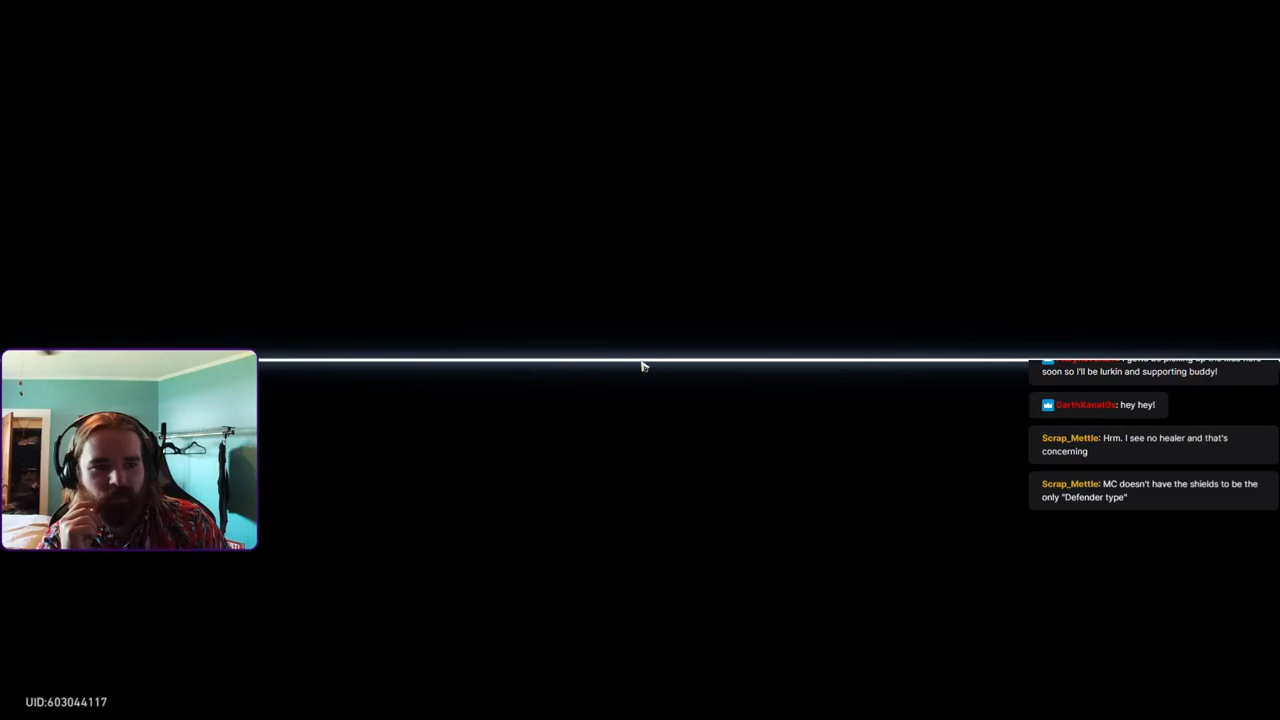 soon so I'll be lurkin and supporting buddy!
DarthXanat0s: hey hey!
Scrap_Mettle: Hrm. I see no healer and that's
concerning
Scrap_Mettle: MC doesn't have the shields to be the
only "Defender type"
UID:603044117